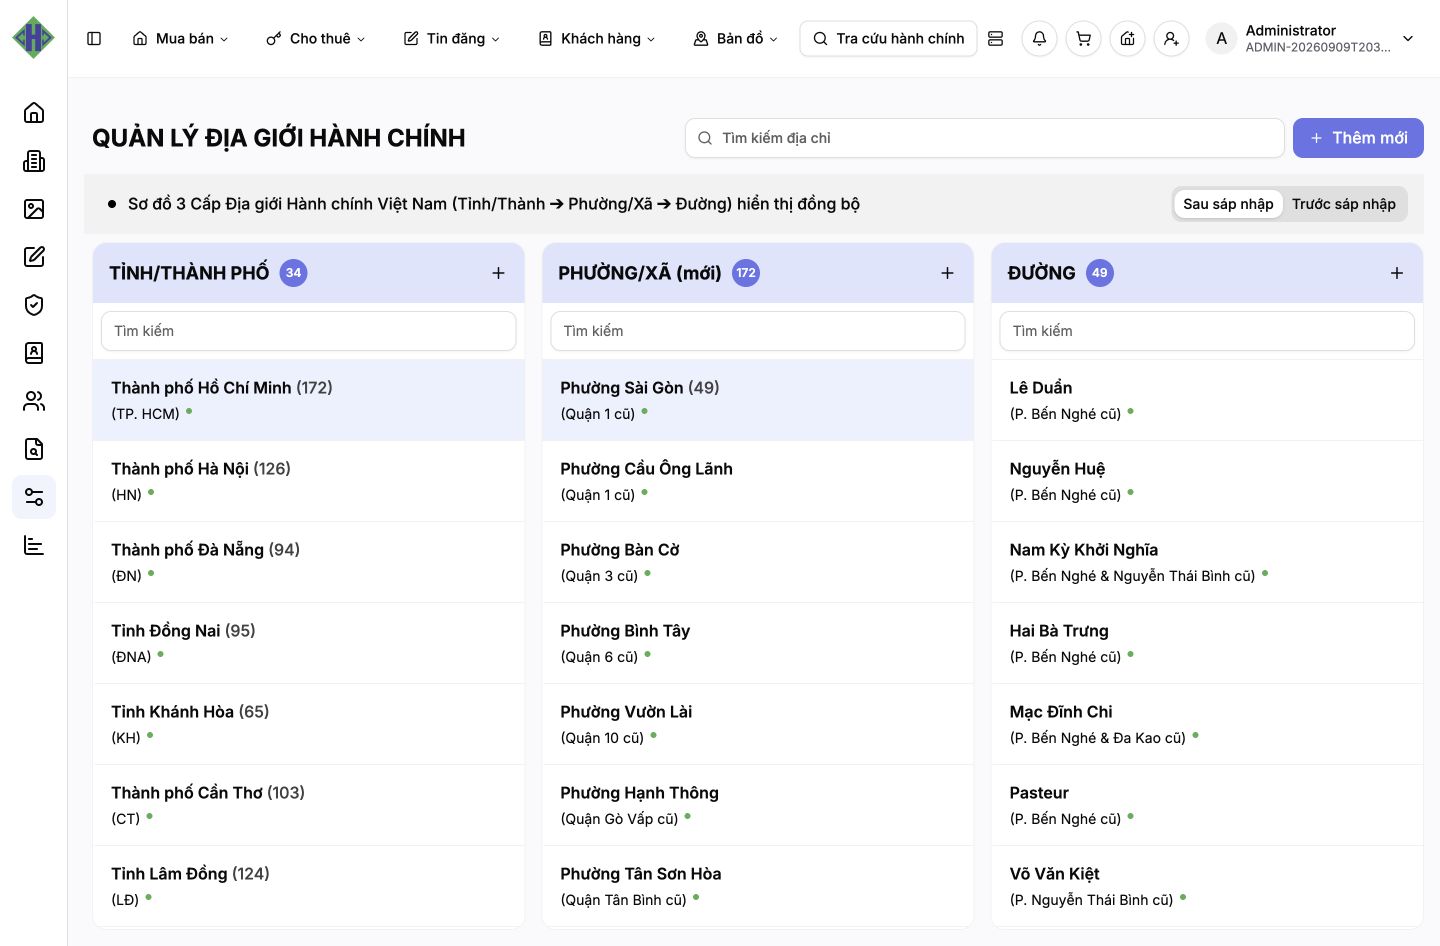 Mua bán
Cho thuê
Tin đăng
Khách hàng
Bản đồ
Tra cứu hành chính
A
Administrator
ADMIN-20260909T203...
QUẢN LÝ ĐỊA GIỚI HÀNH CHÍNH
Tìm kiếm địa chỉ
Thêm mới
Sơ đồ 3 Cấp Địa giới Hành chính Việt Nam (Tỉnh/Thành ➔ Phường/Xã ➔ Đường) hiển thị đồng bộ
Sau sáp nhập
Trước sáp nhập
TỈNH/THÀNH PHỐ 34
Tìm kiếm
Thành phố Hồ Chí Minh (172)
(TP. HCM)
Thành phố Hà Nội (126)
(HN)
Thành phố Đà Nẵng (94)
(ĐN)
Tỉnh Đồng Nai (95)
(ĐNA)
Tỉnh Khánh Hòa (65)
(KH)
Thành phố Cần Thơ (103)
(CT)
Tỉnh Lâm Đồng (124)
(LĐ)
PHƯỜNG/XÃ (mới) 172
Tìm kiếm
Phường Sài Gòn (49)
(Quận 1 cũ)
Phường Cầu Ông Lãnh
(Quận 1 cũ)
Phường Bàn Cờ
(Quận 3 cũ)
Phường Bình Tây
(Quận 6 cũ)
Phường Vườn Lài
(Quận 10 cũ)
Phường Hạnh Thông
(Quận Gò Vấp cũ)
Phường Tân Sơn Hòa
(Quận Tân Bình cũ)
ĐƯỜNG 49
Tìm kiếm
Lê Duẩn
(P. Bến Nghé cũ)
Nguyễn Huệ
(P. Bến Nghé cũ)
Nam Kỳ Khởi Nghĩa
(P. Bến Nghé & Nguyễn Thái Bình cũ)
Hai Bà Trưng
(P. Bến Nghé cũ)
Mạc Đĩnh Chi
(P. Bến Nghé & Đa Kao cũ)
Pasteur
(P. Bến Nghé cũ)
Võ Văn Kiệt
(P. Nguyễn Thái Bình cũ)